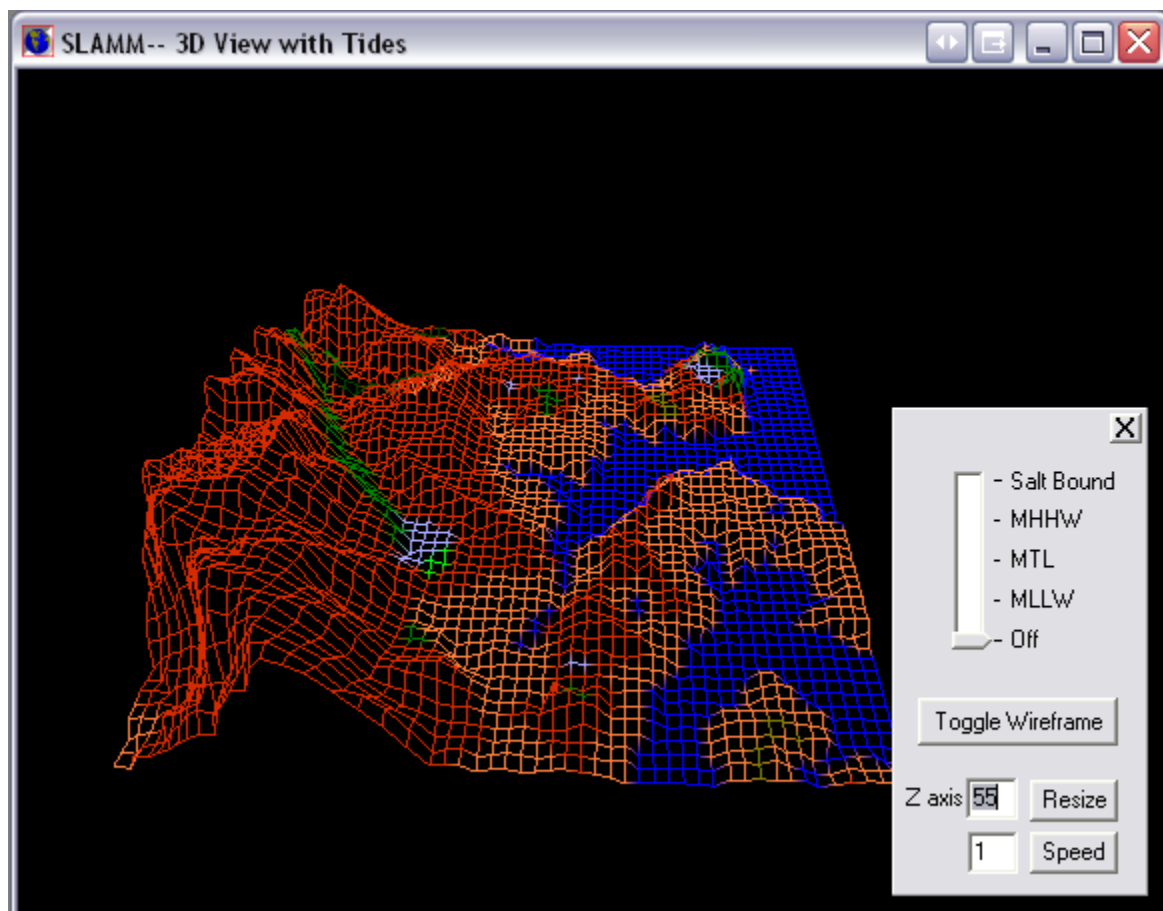 SLAMM-- 3D View with Tides
X
- Salt Bound
- MHHW
- MTL
- MLLW
- Off
Toggle Wireframe
Z axis 55 Resize
1 Speed